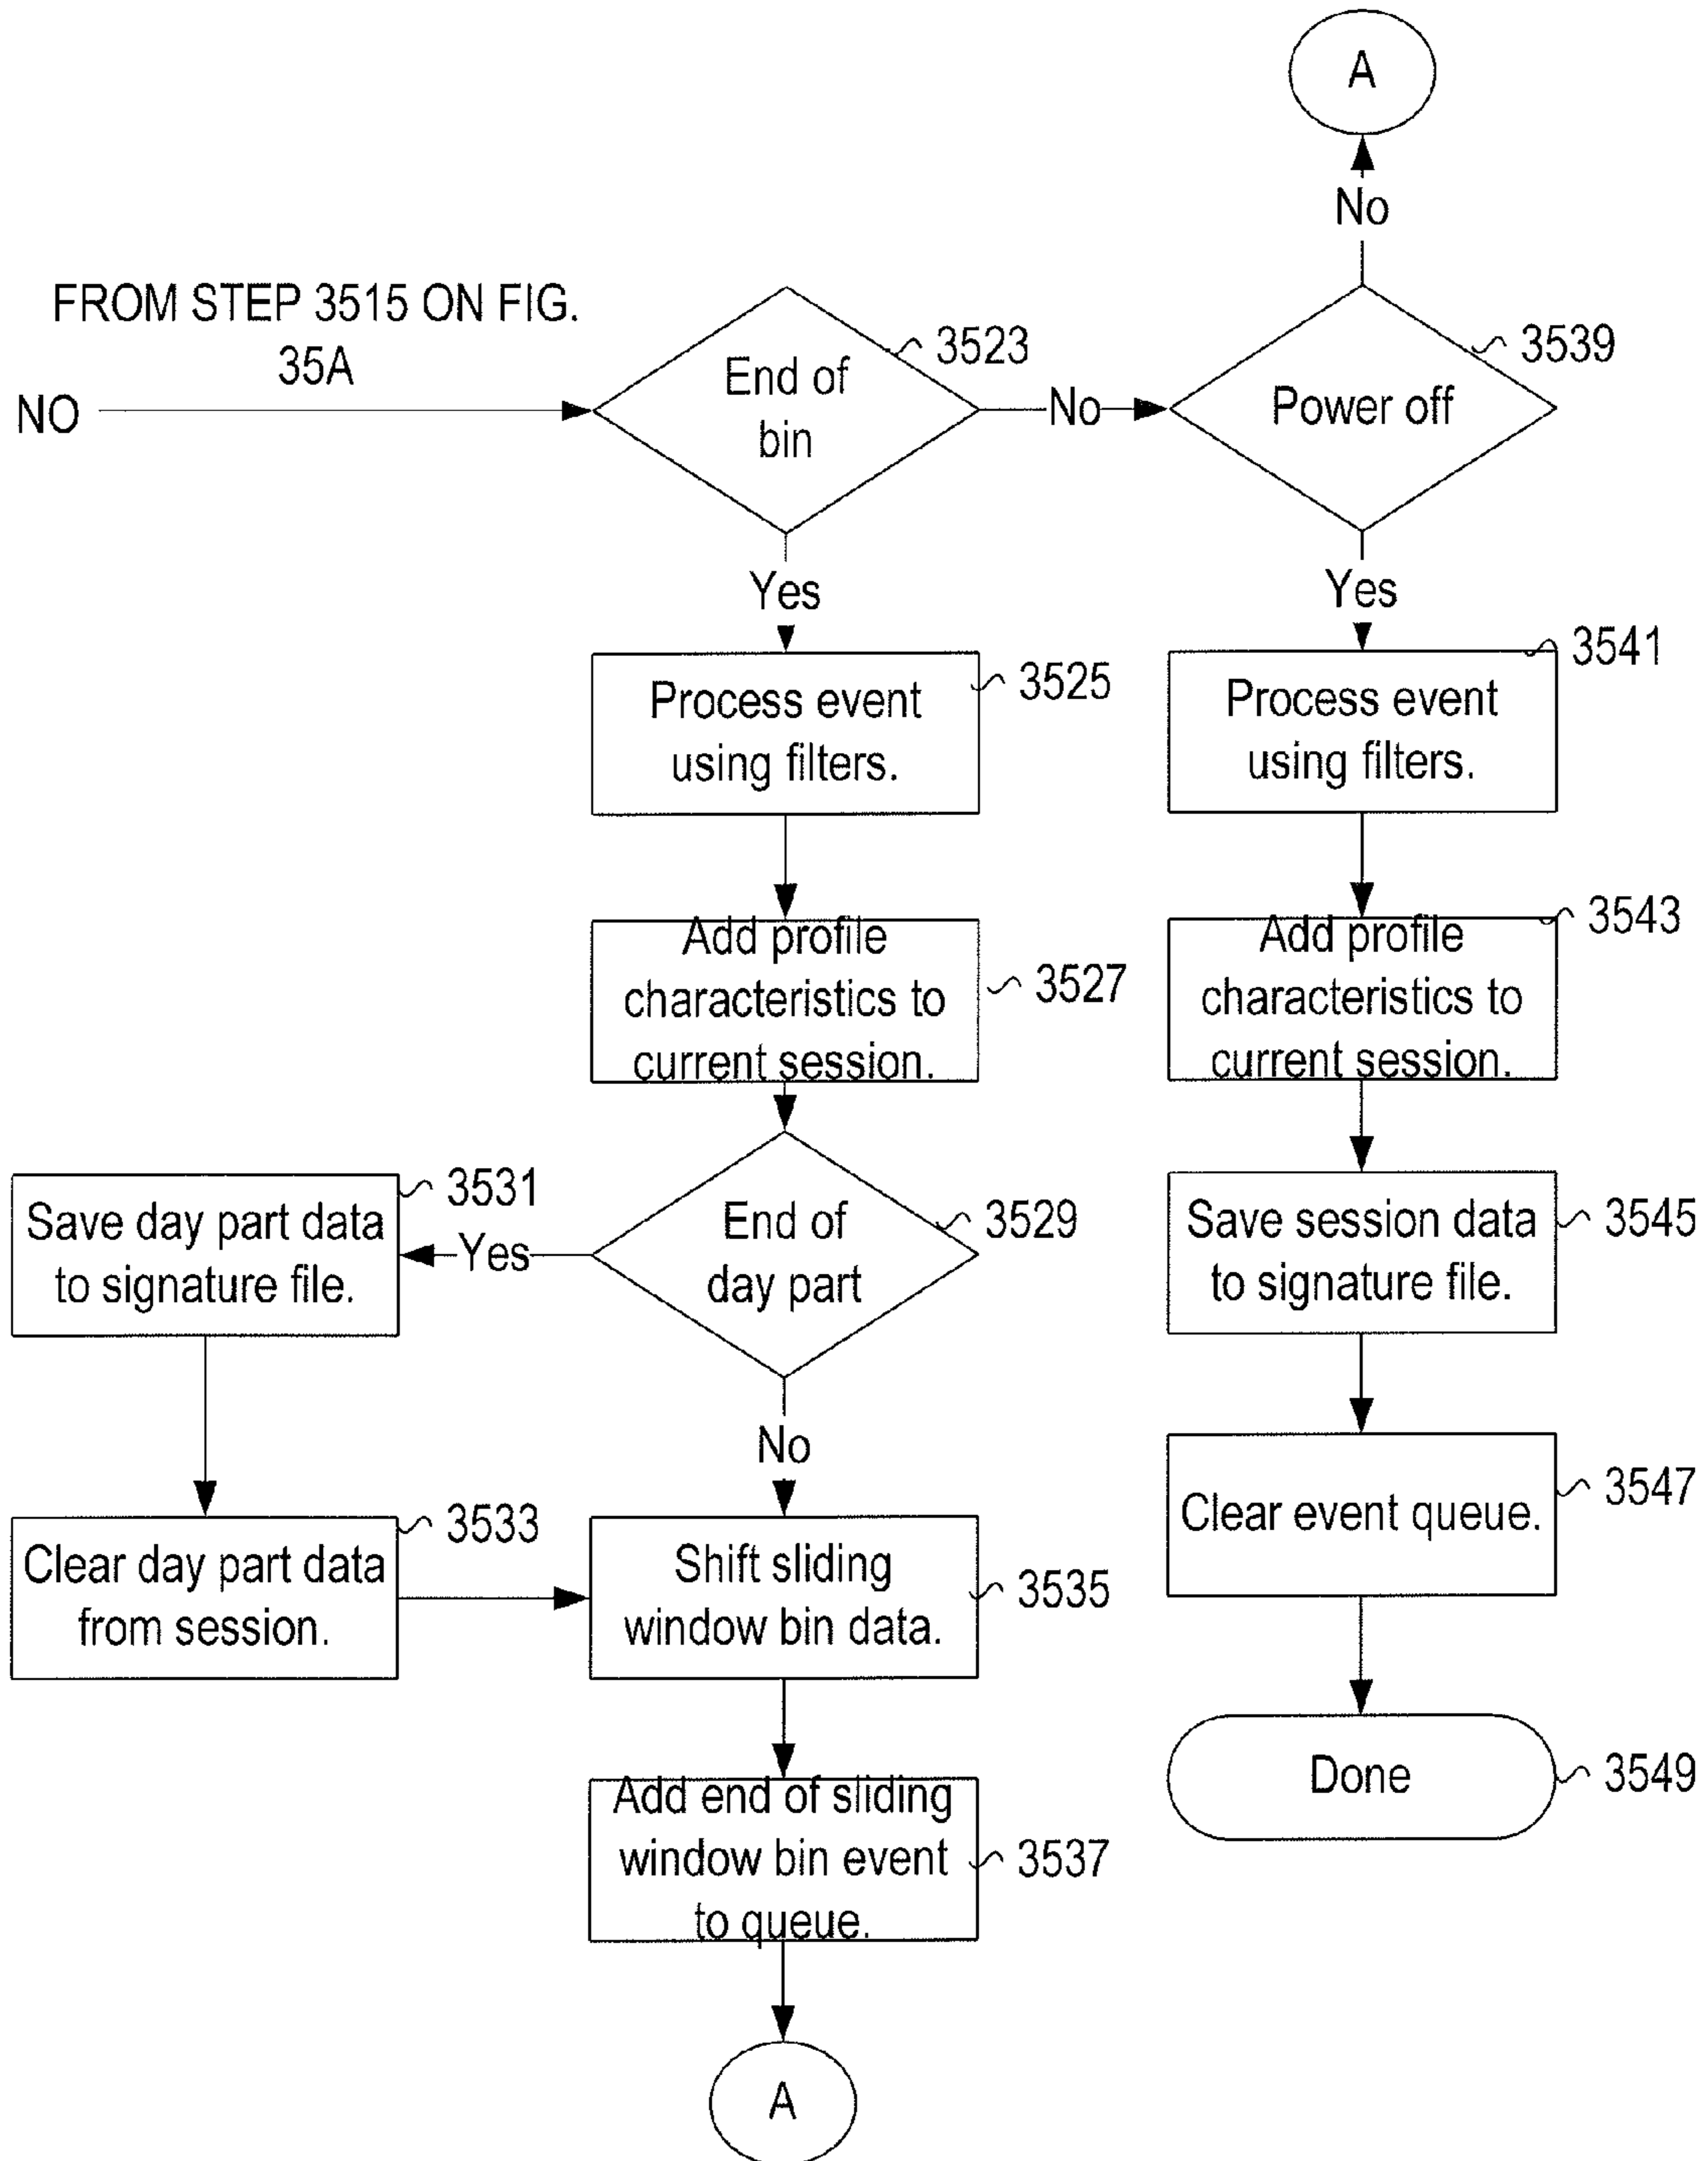 A
No
FROM STEP 3515 ON FIG.
35A
NO
End of
bin
3523
No
Power off
3539
Yes
Yes
Process event
using filters.
3525
Process event
using filters.
3541
Add profile
characteristics to
current session.
3527
Add profile
characteristics to
current session.
3543
Save day part data
to signature file.
3531
Yes
End of
day part
3529
Save session data
to signature file.
3545
No
Clear event queue.
3547
Clear day part data
from session.
3533
Shift sliding
window bin data.
3535
Done
3549
Add end of sliding
window bin event
to queue.
3537
A